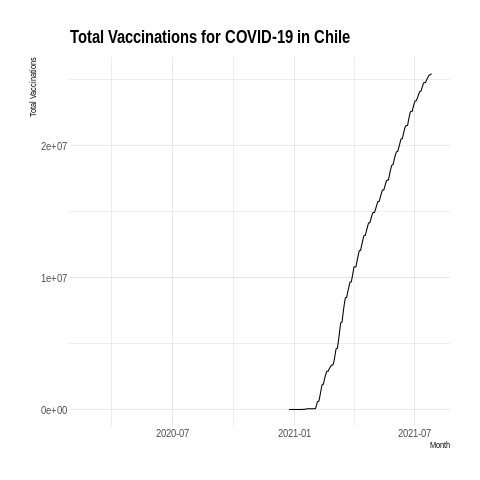 Total Vaccinations for COVID-19 in Chile
Total Vaccinations
2e+07
1e+07
0e+00
2020-07 2021-01 2021-07
Month